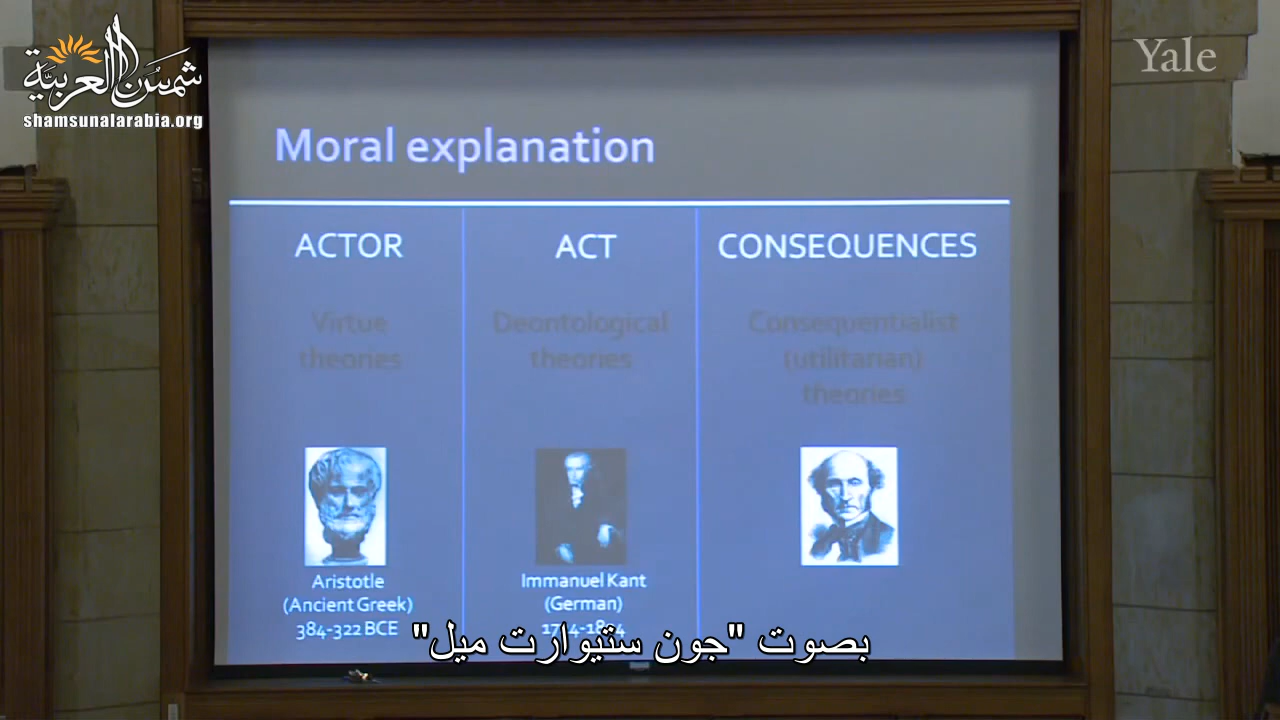 شمس العربية
shamsunalarabia.org
Yale
Moral explanation
ACTOR
ACT
CONSEQUENCES
Virtue
theories
Deontological
theories
Consequentialist
(utilitarian)
theories
Aristotle
(Ancient Greek)
384-322 BCE
Immanuel Kant
(German)
بصوت "جون ستيوارت ميل"